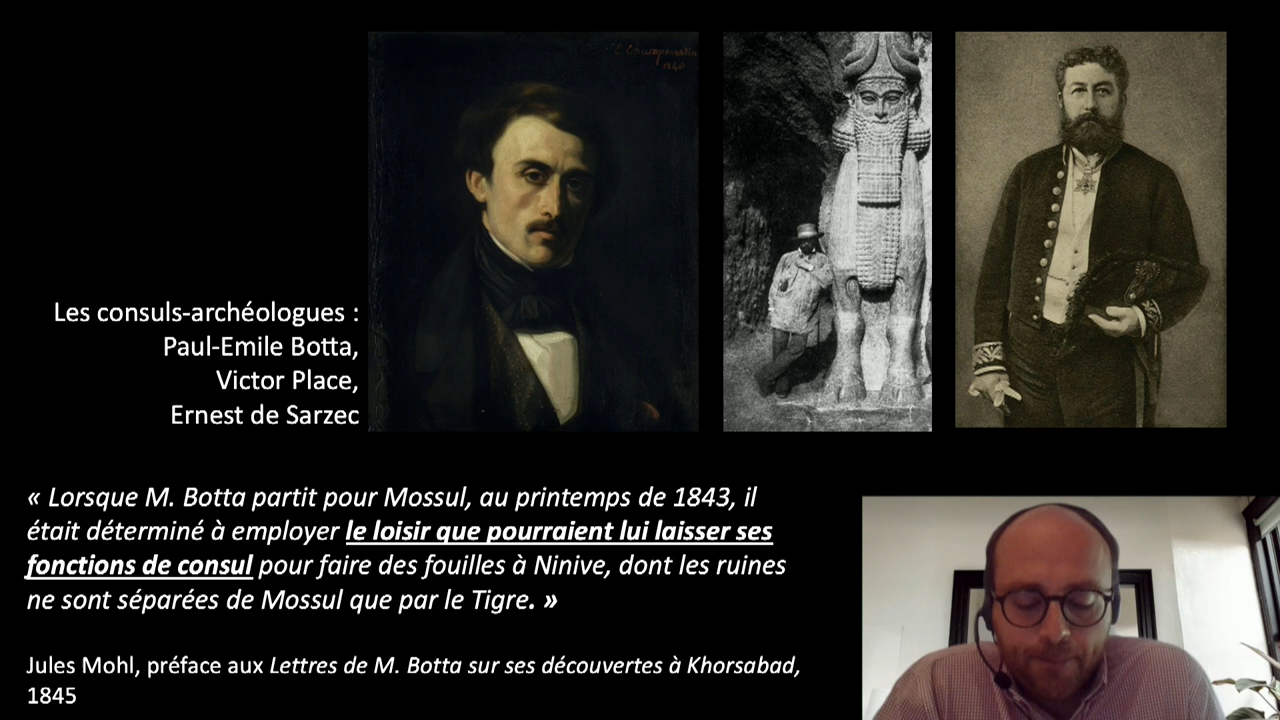 Les consuls-archéologues :
Paul-Emile Botta,
Victor Place,
Ernest de Sarzec
« Lorsque M. Botta partit pour Mossul, au printemps de 1843, il
était déterminé à employer le loisir que pourraient lui laisser ses
fonctions de consul pour faire des fouilles à Ninive, dont les ruines
ne sont séparées de Mossul que par le Tigre. »
Jules Mohl, préface aux Lettres de M. Botta sur ses découvertes à Khorsabad,
1845